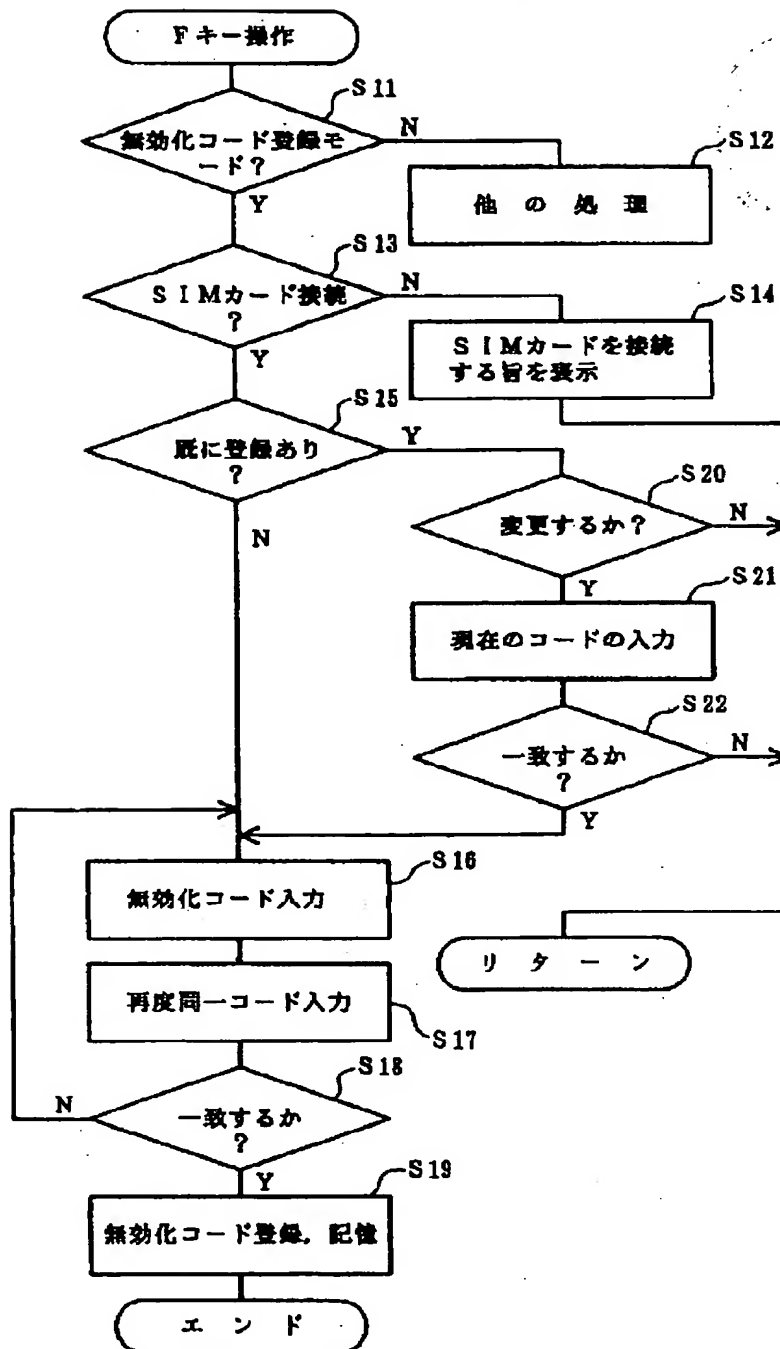 Fキー操作
S11
無効化コード登録モ
ード?
N
Y
S12
他の処理
S13
SIMカード接続
?
N
Y
S14
SIMカードを接続
する旨を表示
S15
既に登録あり
?
Y
N
S20
変更するか?
N
Y
S21
現在のコードの入力
S22
一致するか
?
N
Y
S16
無効化コード入力
リターン
再度同一コード入力
S17
S18
一致するか
?
N
Y
S19
無効化コード登録,記憶
エンド